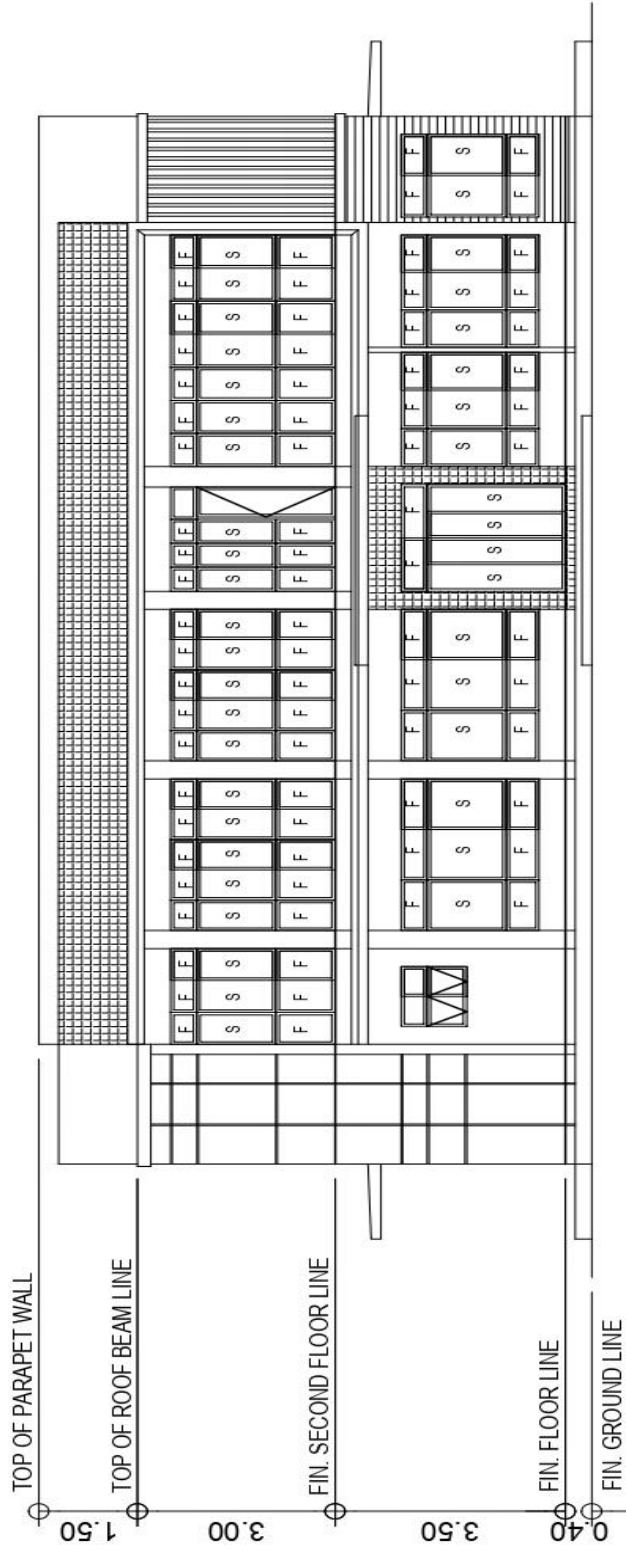 TOP OF PARAPET WALL
1.50
TOP OF ROOF BEAM LINE
F F F F F F F F F F F F F F F F F F F F F F F
3.00
S S S S S S S S S S S S S S S S S S S S S S S
F F F F F F F F F F F F F F F F F F F F F F F
FIN. SECOND FLOOR LINE
F F F F F F F F F F F F F F F F
3.50
S S S S S S S S S S S S S S S S S S
F F F F F F F F F F F F F F
FIN. FLOOR LINE
0.40
FIN. GROUND LINE